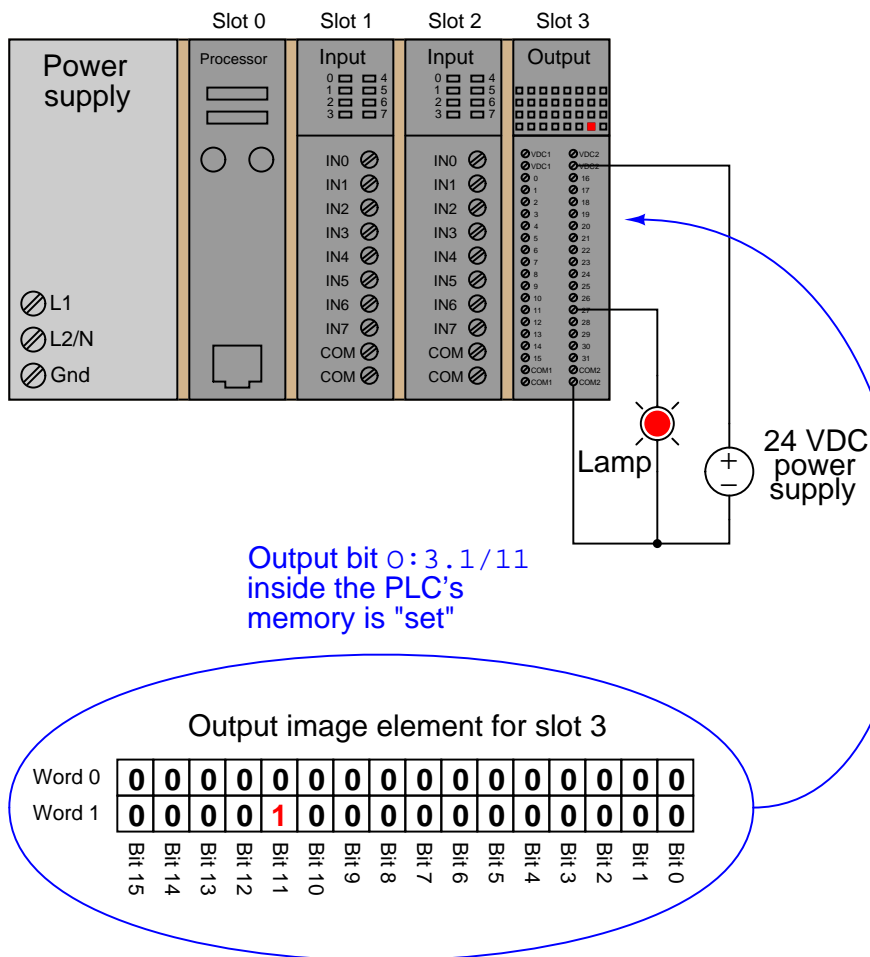 Slot 0 Slot 1 Slot 2 Slot 3
Power
supply
Processor
Input
0 4
1 5
2 6
3 7
Input
0 4
1 5
2 6
3 7
Output
IN0
IN1
IN2
IN3
IN4
IN5
IN6
IN7
COM
COM
IN0
IN1
IN2
IN3
IN4
IN5
IN6
IN7
COM
COM
VDC1 VDC2
VDC1 VDC2
0 16
1 17
2 18
3 19
4 20
5 21
6 22
7 23
8 24
9 25
10 26
11 27
12 28
13 29
14 30
15 31
COM1 COM2
COM1 COM2
L1
L2/N
Gnd
Lamp
+
−
24 VDC
power
supply
Output bit O:3.1/11
inside the PLC's
memory is "set"
Output image element for slot 3
Word 0 0 0 0 0 0 0 0 0 0 0 0 0 0 0 0 0
Word 1 0 0 0 0 1 0 0 0 0 0 0 0 0 0 0 0
Bit 15 Bit 14 Bit 13 Bit 12 Bit 11 Bit 10 Bit 9 Bit 8 Bit 7 Bit 6 Bit 5 Bit 4 Bit 3 Bit 2 Bit 1 Bit 0